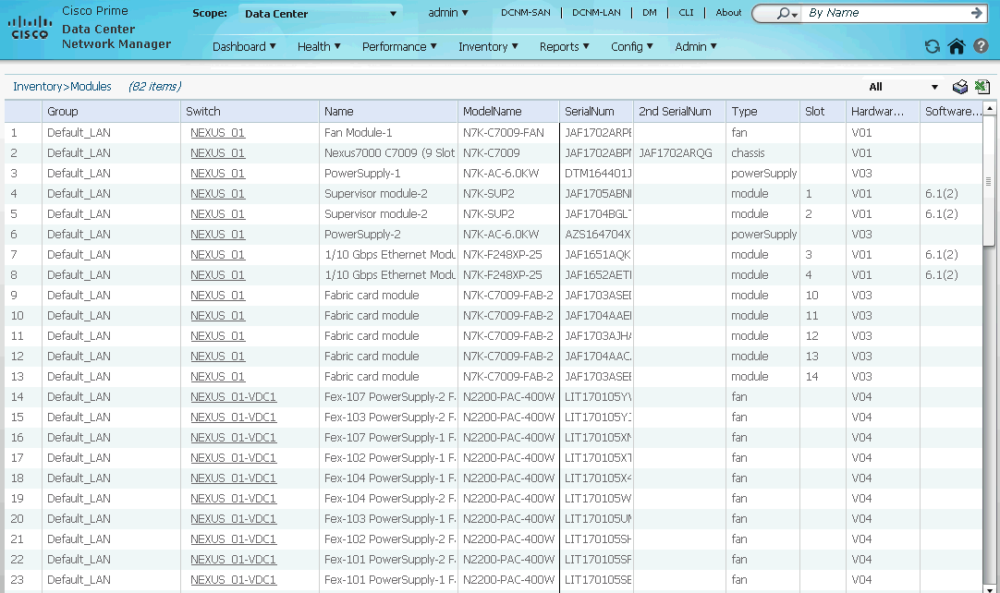 Cisco Prime
Data Center
Network Manager
CISCO
Scope: Data Center admin DCNM-SAN DCNM-LAN DM CLI About By Name
Dashboard Health Performance Inventory Reports Config Admin
Inventory>Modules (82 items) All
Group Switch Name ModelName SerialNum 2nd SerialNum Type Slot Hardwar... Software...
1 Default_LAN NEXUS_01 Fan Module-1 N7K-C7009-FAN JAF1702ARPE fan V01
2 Default_LAN NEXUS_01 Nexus7000 C7009 (9 Slot N7K-C7009 JAF1702ABPM JAF1702ARQG chassis V01
3 Default_LAN NEXUS_01 PowerSupply-1 N7K-AC-6.0KW DTM164401J powerSupply V03
4 Default_LAN NEXUS_01 Supervisor module-2 N7K-SUP2 JAF1705ABN module 1 V01 6.1(2)
5 Default_LAN NEXUS_01 Supervisor module-2 N7K-SUP2 JAF1704BGL module 2 V01 6.1(2)
6 Default_LAN NEXUS_01 PowerSupply-2 N7K-AC-6.0KW AZS164704X powerSupply V03
7 Default_LAN NEXUS_01 1/10 Gbps Ethernet Modu N7K-F248XP-25 JAF1651AQK module 3 V01 6.1(2)
8 Default_LAN NEXUS_01 1/10 Gbps Ethernet Modu N7K-F248XP-25 JAF1652AET module 4 V01 6.1(2)
9 Default_LAN NEXUS_01 Fabric card module N7K-C7009-FAB-2 JAF1703ASE module 10 V03
10 Default_LAN NEXUS_01 Fabric card module N7K-C7009-FAB-2 JAF1704AAE module 11 V03
11 Default_LAN NEXUS_01 Fabric card module N7K-C7009-FAB-2 JAF1703AJH module 12 V03
12 Default_LAN NEXUS_01 Fabric card module N7K-C7009-FAB-2 JAF1704AAC module 13 V03
13 Default_LAN NEXUS_01 Fabric card module N7K-C7009-FAB-2 JAF1703ASE module 14 V03
14 Default_LAN NEXUS_01-VDC1 Fex-107 PowerSupply-2 F N2200-PAC-400W LIT170105Y fan V04
15 Default_LAN NEXUS_01-VDC1 Fex-103 PowerSupply-2 F N2200-PAC-400W LIT170105Y fan V04
16 Default_LAN NEXUS_01-VDC1 Fex-107 PowerSupply-1 F N2200-PAC-400W LIT170105X fan V04
17 Default_LAN NEXUS_01-VDC1 Fex-102 PowerSupply-1 F N2200-PAC-400W LIT170105X fan V04
18 Default_LAN NEXUS_01-VDC1 Fex-104 PowerSupply-1 F N2200-PAC-400W LIT170105X fan V04
19 Default_LAN NEXUS_01-VDC1 Fex-104 PowerSupply-2 F N2200-PAC-400W LIT170105W fan V04
20 Default_LAN NEXUS_01-VDC1 Fex-103 PowerSupply-1 F N2200-PAC-400W LIT170105U fan V04
21 Default_LAN NEXUS_01-VDC1 Fex-102 PowerSupply-2 F N2200-PAC-400W LIT170105S fan V04
22 Default_LAN NEXUS_01-VDC1 Fex-101 PowerSupply-2 F N2200-PAC-400W LIT170105S fan V04
23 Default_LAN NEXUS_01-VDC1 Fex-101 PowerSupply-1 F N2200-PAC-400W LIT170105S fan V04